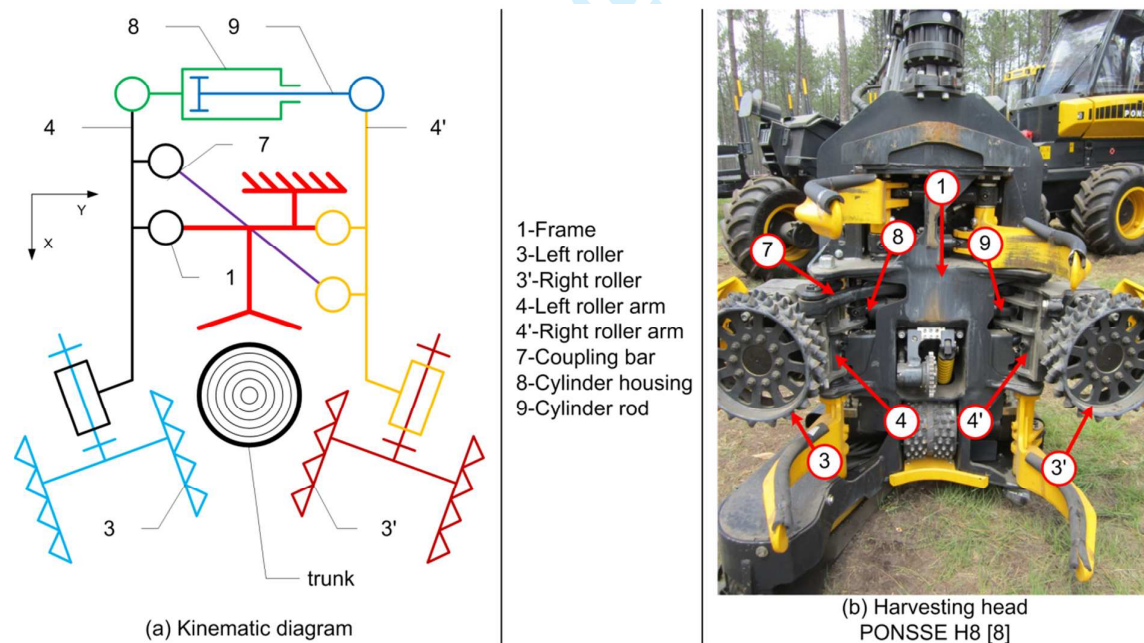 8
9
4
7
4'
Y
X
1
3
3'
trunk
(a) Kinematic diagram
1-Frame
3-Left roller
3'-Right roller
4-Left roller arm
4'-Right roller arm
7-Coupling bar
8-Cylinder housing
9-Cylinder rod
1
7
8
9
4
4'
3
3'
(b) Harvesting head
PONSSE H8 [8]